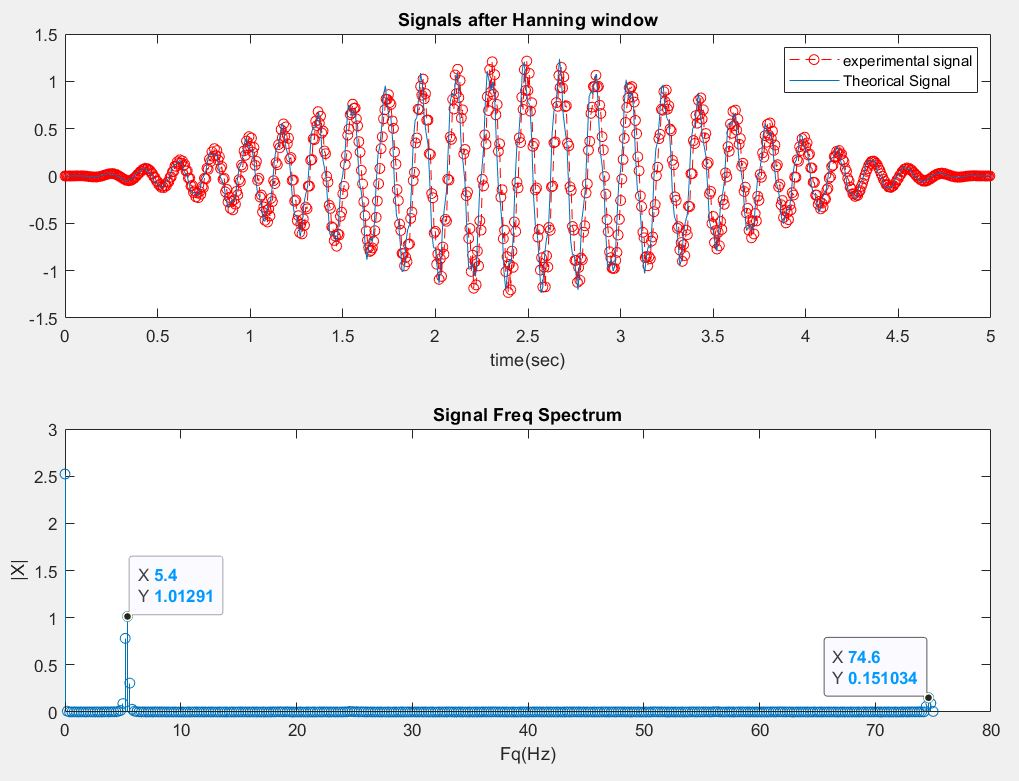 Signals after Hanning window
1.5
1
0.5
0
-0.5
-1
-1.5
experimental signal
Theorical Signal
0 0.5 1 1.5 2 2.5 3 3.5 4 4.5 5
time(sec)
Signal Freq Spectrum
3
2.5
2
1.5
1
0.5
0
|X|
X 5.4
Y 1.01291
X 74.6
Y 0.151034
0 10 20 30 40 50 60 70 80
Fq(Hz)